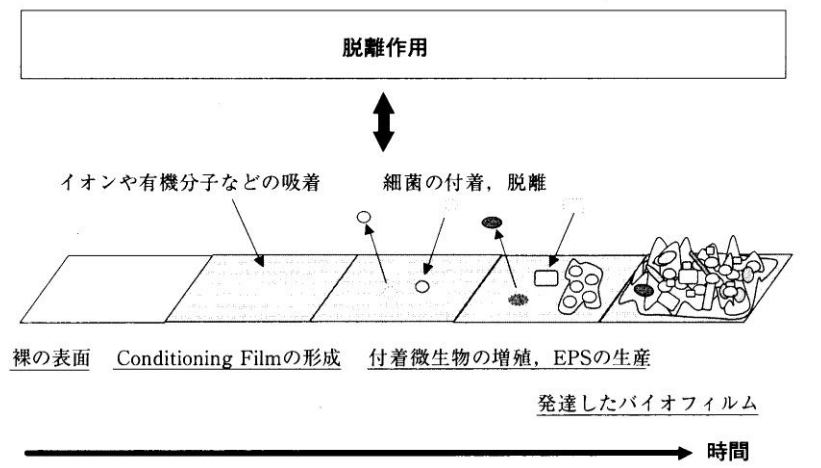 脱離作用
イオンや有機分子などの吸着
細菌の付着，脱離
裸の表面
Conditioning Filmの形成
付着微生物の増殖，EPSの生産
発達したバイオフィルム
時間